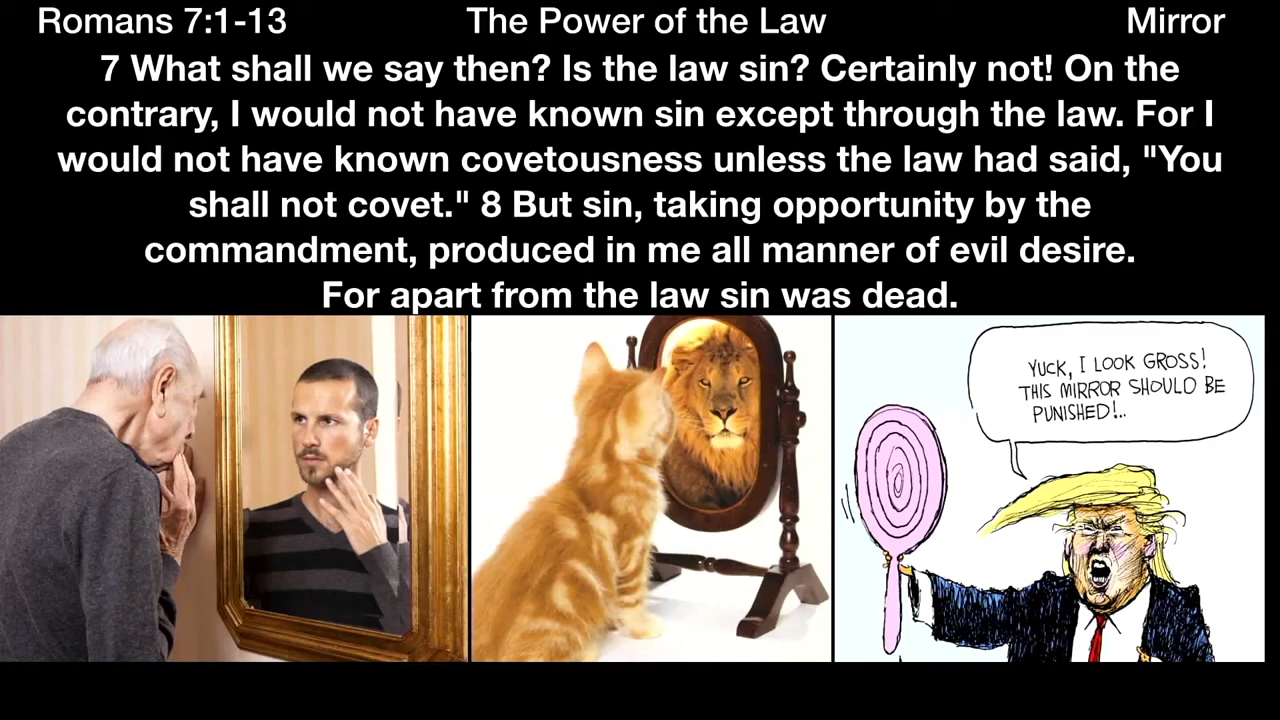 Romans 7:1-13 The Power of the Law Mirror
7 What shall we say then? Is the law sin? Certainly not! On the
contrary, I would not have known sin except through the law. For I
would not have known covetousness unless the law had said, "You
shall not covet." 8 But sin, taking opportunity by the
commandment, produced in me all manner of evil desire.
For apart from the law sin was dead.
YUCK, I LOOK GROSS!
THIS MIRROR SHOULD BE
PUNISHED!..